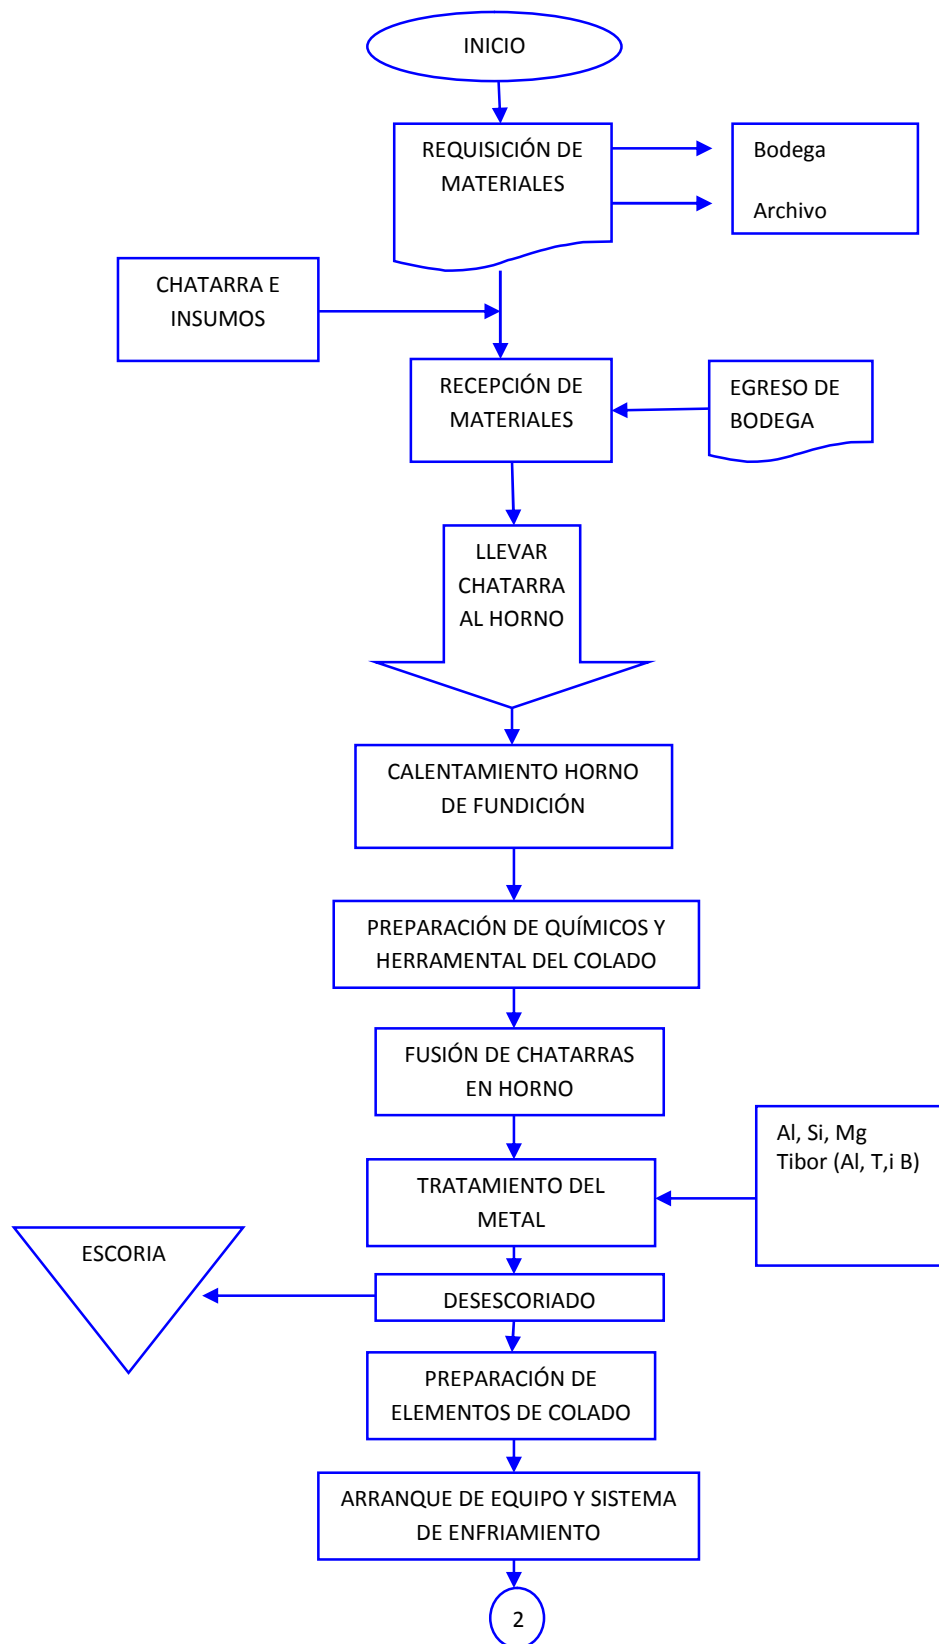 INICIO
REQUISICIÓN DE
MATERIALES
Bodega
Archivo
CHATARRA E
INSUMOS
RECEPCIÓN DE
MATERIALES
EGRESO DE
BODEGA
LLEVAR
CHATARRA
AL HORNO
CALENTAMIENTO HORNO
DE FUNDICIÓN
PREPARACIÓN DE QUÍMICOS Y
HERRAMENTAL DEL COLADO
FUSIÓN DE CHATARRAS
EN HORNO
Al, Si, Mg
Tibor (Al, T,i B)
TRATAMIENTO DEL
METAL
ESCORIA
DESESCORIADO
PREPARACIÓN DE
ELEMENTOS DE COLADO
ARRANQUE DE EQUIPO Y SISTEMA
DE ENFRIAMIENTO
2